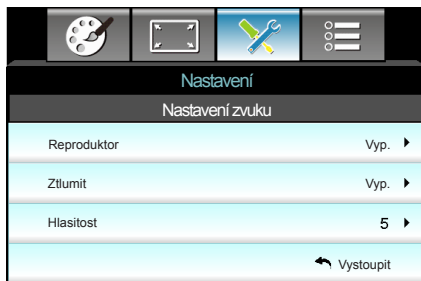 Nastavení
Nastavení zvuku
Reproduktor Vyp.
Ztlumit Vyp.
Hlasitost 5
Vystoupit